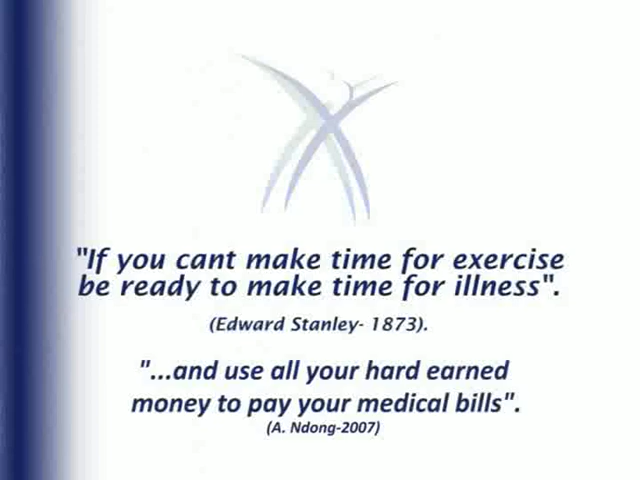 "If you cant make time for exercise
be ready to make time for illness".
(Edward Stanley- 1873).
"...and use all your hard earned
money to pay your medical bills".
(A. Ndong-2007)